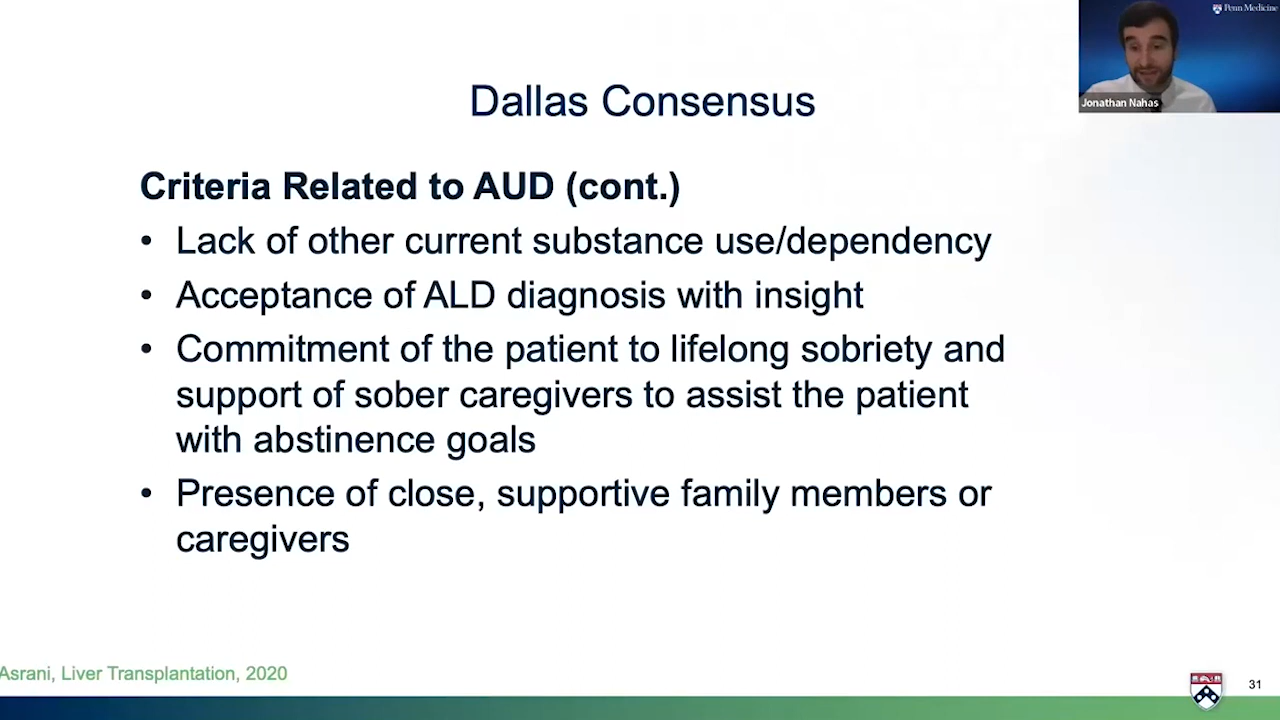 Penn Medicine
Jonathan Nahas
Dallas Consensus
Criteria Related to AUD (cont.)
• Lack of other current substance use/dependency
• Acceptance of ALD diagnosis with insight
• Commitment of the patient to lifelong sobriety and
support of sober caregivers to assist the patient
with abstinence goals
• Presence of close, supportive family members or
caregivers
Asrani, Liver Transplantation, 2020
31